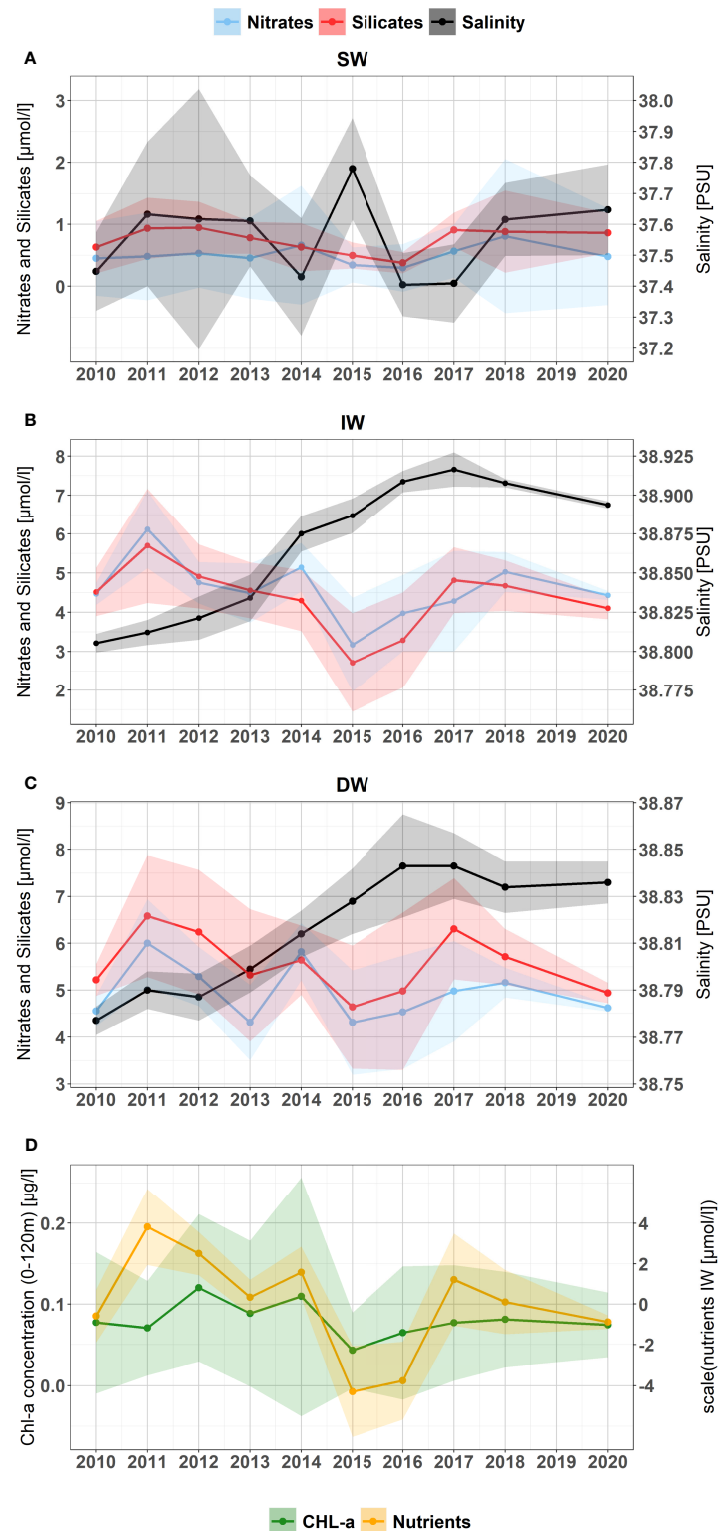 Nitrates Silicates Salinity
A
SW
Nitrates and Silicates [µmol/l]
3
2
1
0
38.0
37.9
37.8
37.7
37.6
37.5
37.4
37.3
37.2
Salinity [PSU]
2010 2011 2012 2013 2014 2015 2016 2017 2018 2019 2020
B
IW
Nitrates and Silicates [µmol/l]
8
7
6
5
4
3
2
38.925
38.900
38.875
38.850
38.825
38.800
38.775
Salinity [PSU]
2010 2011 2012 2013 2014 2015 2016 2017 2018 2019 2020
C
DW
Nitrates and Silicates [µmol/l]
9
8
7
6
5
4
3
38.87
38.85
38.83
38.81
38.79
38.77
38.75
Salinity [PSU]
2010 2011 2012 2013 2014 2015 2016 2017 2018 2019 2020
D
Chl-a concentration (0-120m) [µg/l]
0.2
0.1
0.0
4
2
0
-2
-4
scale(nutrients IW [µmol/l])
2010 2011 2012 2013 2014 2015 2016 2017 2018 2019 2020
CHL-a Nutrients